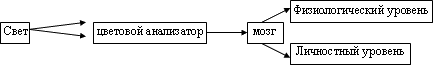 Физиологический уровень
Свет
цветовой анализатор
мозг
Личностный уровень